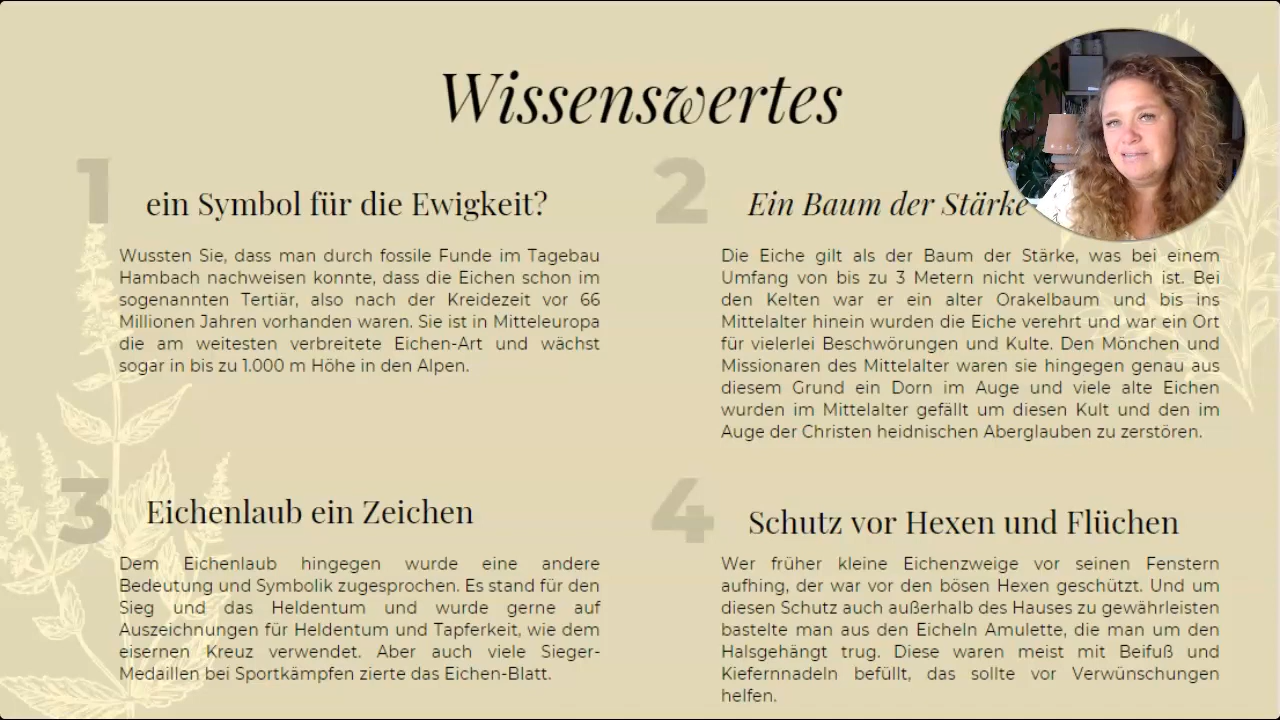 Wissenswertes
1
ein Symbol für die Ewigkeit?
Wussten Sie, dass man durch fossile Funde im Tagebau
Hambach nachweisen konnte, dass die Eichen schon im
sogenannten Tertiär, also nach der Kreidezeit vor 66
Millionen Jahren vorhanden waren. Sie ist in Mitteleuropa
die am weitesten verbreitete Eichen-Art und wächst
sogar in bis zu 1.000 m Höhe in den Alpen.
2
Ein Baum der Stärke
Die Eiche gilt als der Baum der Stärke, was bei einem
Umfang von bis zu 3 Metern nicht verwunderlich ist. Bei
den Kelten war er ein alter Orakelbaum und bis ins
Mittelalter hinein wurden die Eiche verehrt und war ein Ort
für vielerlei Beschwörungen und Kulte. Den Mönchen und
Missionaren des Mittelalter waren sie hingegen genau aus
diesem Grund ein Dorn im Auge und viele alte Eichen
wurden im Mittelalter gefällt um diesen Kult und den im
Auge der Christen heidnischen Aberglauben zu zerstören.
3
Eichenlaub ein Zeichen
Dem Eichenlaub hingegen wurde eine andere
Bedeutung und Symbolik zugesprochen. Es stand für den
Sieg und das Heldentum und wurde gerne auf
Auszeichnungen für Heldentum und Tapferkeit, wie dem
eisernen Kreuz verwendet. Aber auch viele Sieger-
Medaillen bei Sportkämpfen zierte das Eichen-Blatt.
4
Schutz vor Hexen und Flüchen
Wer früher kleine Eichenzweige vor seinen Fenstern
aufhing, der war vor den bösen Hexen geschützt. Und um
diesen Schutz auch außerhalb des Hauses zu gewährleisten
bastelte man aus den Eicheln Amulette, die man um den
Halsgehängt trug. Diese waren meist mit Beifuß und
Kiefernnadeln befüllt, das sollte vor Verwünschungen
helfen.